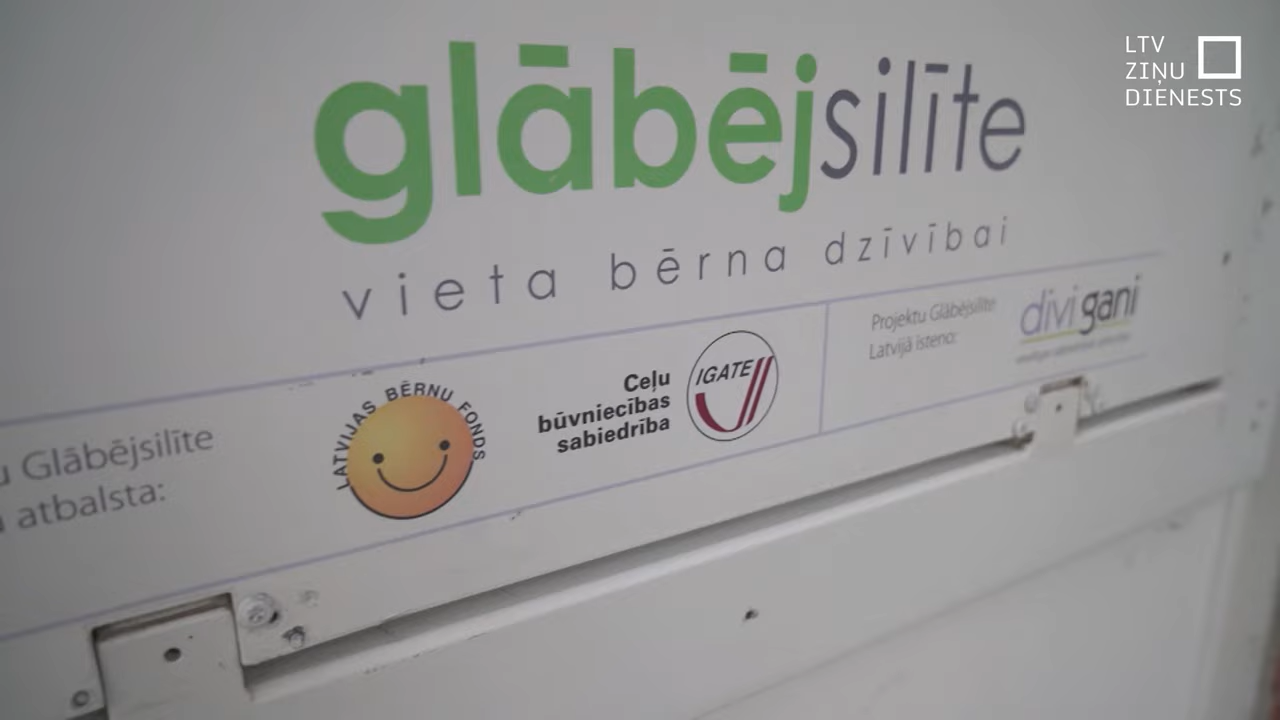 LTV
ZIŅU
DIENESTS
glābējsilīte
vieta bērna dzīvībai
Glābējsilīte
atbalsta:
LATVIJAS BĒRNU FONDS
Ceļu
būvniecības
sabiedrība
IGATE
Projektu Glābējsilīte
Latvijā īsteno:
divi gani